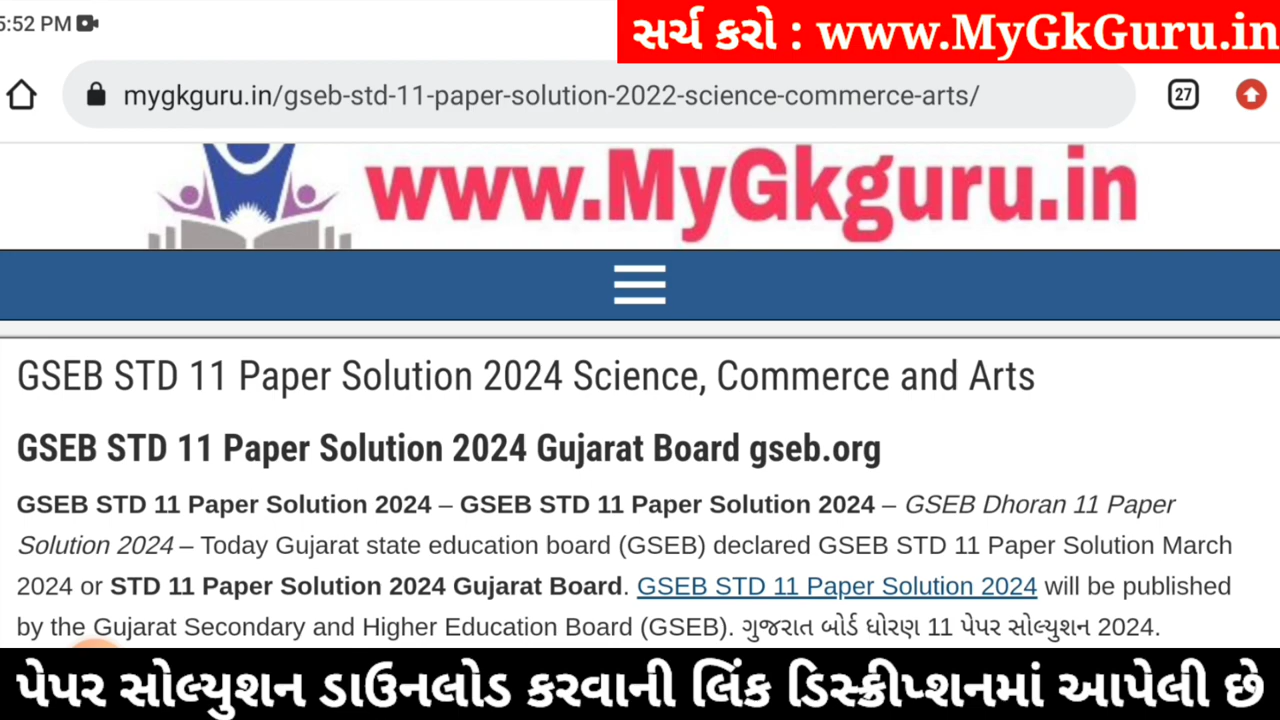 5:52 PM
સર્ચ કરો : www.MyGkGuru.in
mygkguru.in/gseb-std-11-paper-solution-2022-science-commerce-arts/
27
www.MyGkguru.in
GSEB STD 11 Paper Solution 2024 Science, Commerce and Arts
GSEB STD 11 Paper Solution 2024 Gujarat Board gseb.org
GSEB STD 11 Paper Solution 2024 – GSEB STD 11 Paper Solution 2024 – GSEB Dhoran 11 Paper
Solution 2024 – Today Gujarat state education board (GSEB) declared GSEB STD 11 Paper Solution March
2024 or STD 11 Paper Solution 2024 Gujarat Board. GSEB STD 11 Paper Solution 2024 will be published
by the Gujarat Secondary and Higher Education Board (GSEB). ગુજરાત બોર્ડ ધોરણ 11 પેપર સોલ્યુશન 2024.
પેપર સોલ્યુશન ડાઉનલોડ કરવાની લિંક ડિસ્ક્રીપ્શનમાં આપેલી છે